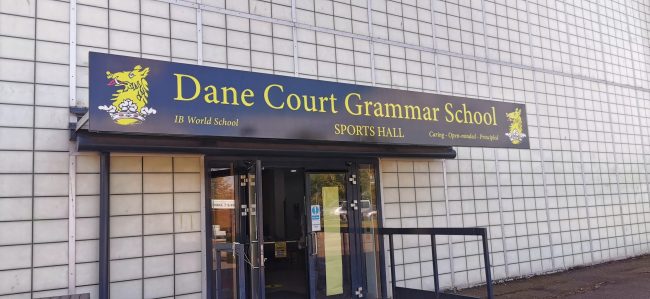 Dane Court Grammar School
IB World School
SPORTS HALL
Caring - Open-minded - Principled